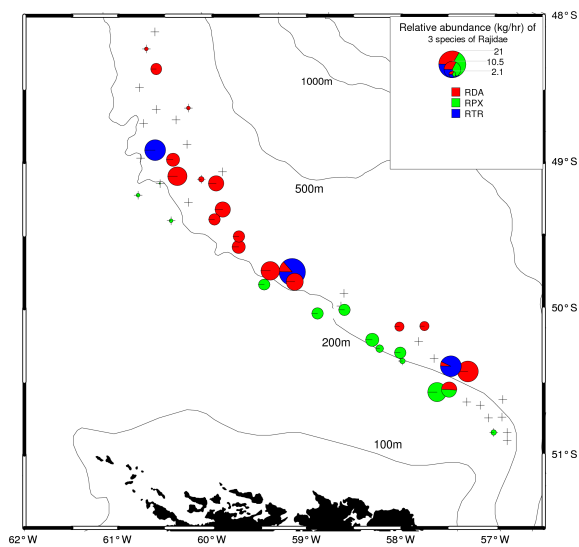 48°S
Relative abundance (kg/hr) of
3 species of Rajidae
21
10.5
2.1
RDA
RPX
RTR
1000m
49°S
500m
50°S
200m
100m
51°S
62°W 61°W 60°W 59°W 58°W 57°W